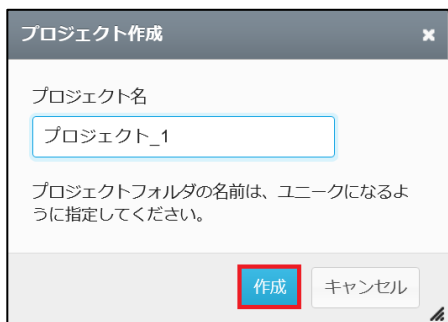 プロジェクト作成
プロジェクト名
プロジェクト_1
プロジェクトフォルダの名前は、ユニークになるよ
うに指定してください。
作成 キャンセル